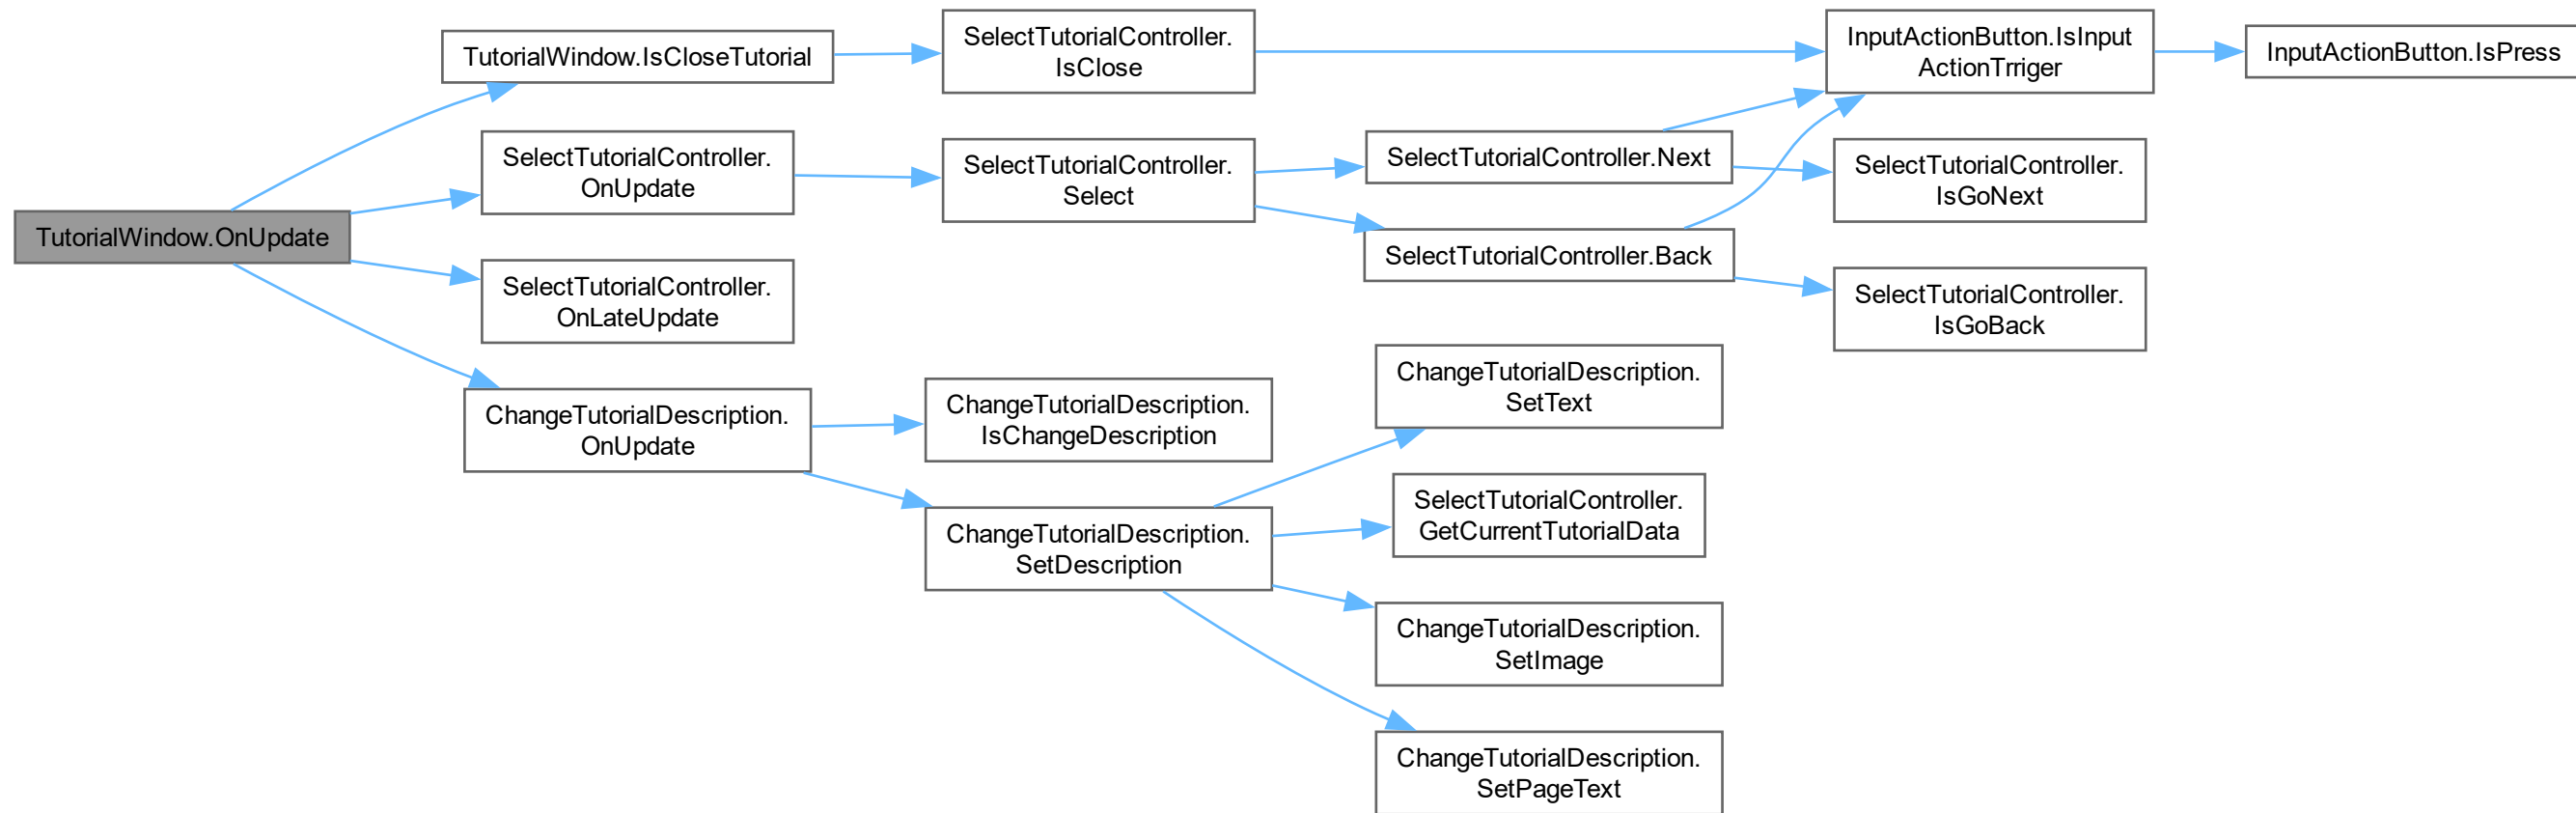 TutorialWindow.OnUpdate
TutorialWindow.IsCloseTutorial
SelectTutorialController.
OnUpdate
SelectTutorialController.
OnLateUpdate
ChangeTutorialDescription.
OnUpdate
SelectTutorialController.
IsClose
SelectTutorialController.
Select
ChangeTutorialDescription.
IsChangeDescription
ChangeTutorialDescription.
SetDescription
SelectTutorialController.Next
SelectTutorialController.Back
ChangeTutorialDescription.
SetText
SelectTutorialController.
GetCurrentTutorialData
ChangeTutorialDescription.
SetImage
ChangeTutorialDescription.
SetPageText
InputActionButton.IsInput
ActionTrriger
SelectTutorialController.
IsGoNext
SelectTutorialController.
IsGoBack
InputActionButton.IsPress